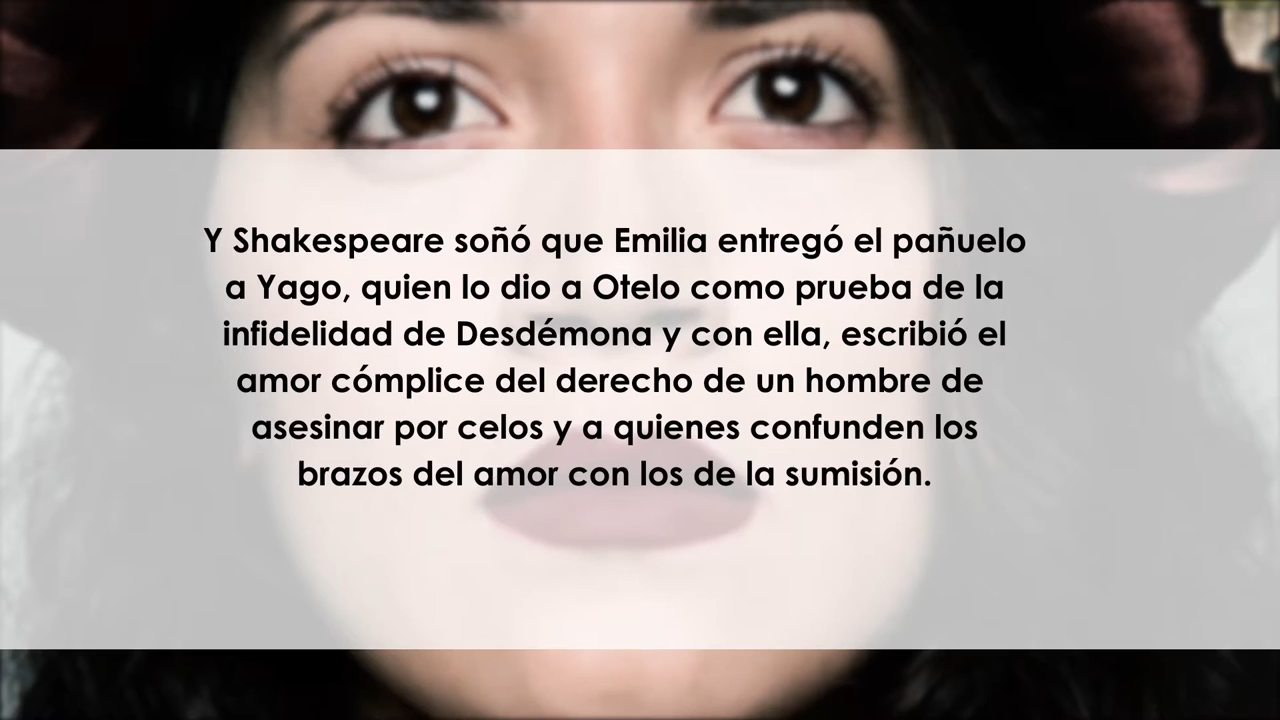 Y Shakespeare soñó que Emilia entregó el pañuelo
a Yago, quien lo dio a Otelo como prueba de la
infidelidad de Desdémona y con ella, escribió el
amor cómplice del derecho de un hombre de
asesinar por celos y a quienes confunden los
brazos del amor con los de la sumisión.